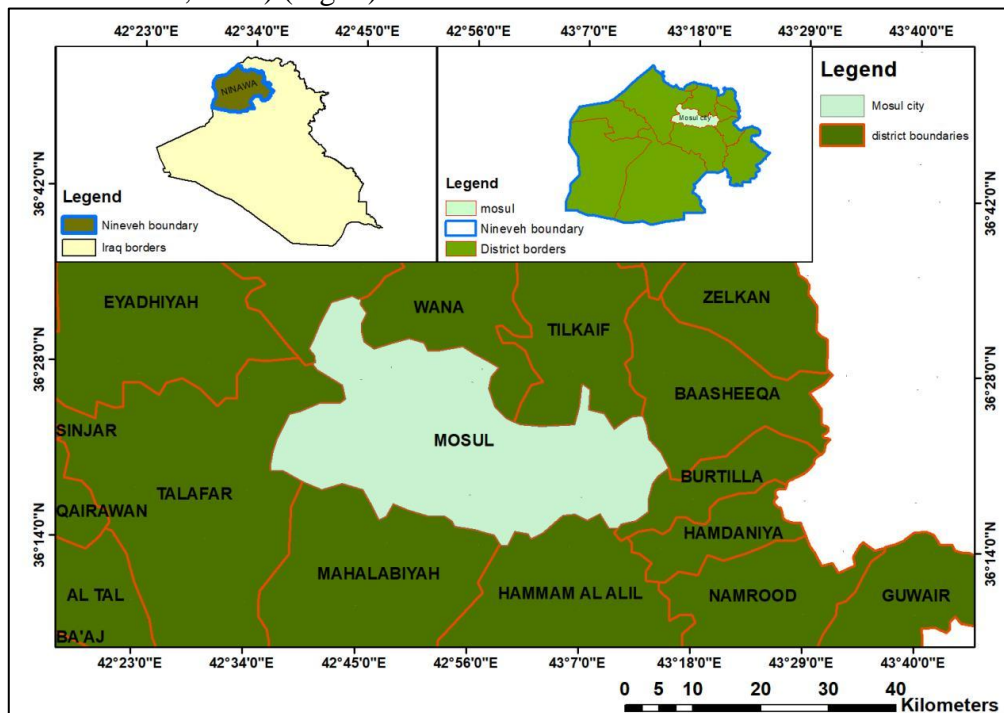 42°23'0"E 42°34'0"E 42°45'0"E 42°56'0"E 43°7'0"E 43°18'0"E 43°29'0"E 43°40'0"E
NINAWA
Legend
Nineveh boundary
Iraq borders
Mosul city
Legend
mosul
Nineveh boundary
District borders
Legend
Mosul city
district boundaries
36°42'0"N
36°42'0"N
EYADHIYAH
WANA
ZELKAN
TILKAIF
36°28'0"N
36°28'0"N
BAASHEEQA
SINJAR
MOSUL
BURTILLA
TALAFAR
QAIRAWAN
HAMDANIYA
36°14'0"N
36°14'0"N
MAHALABIYAH
HAMMAM AL ALIL
NAMROOD
GUWAIR
AL TAL
BA'AJ
42°23'0"E 42°34'0"E 42°45'0"E 42°56'0"E 43°7'0"E 43°18'0"E 43°29'0"E 43°40'0"E
0 5 10 20 30 40
Kilometers